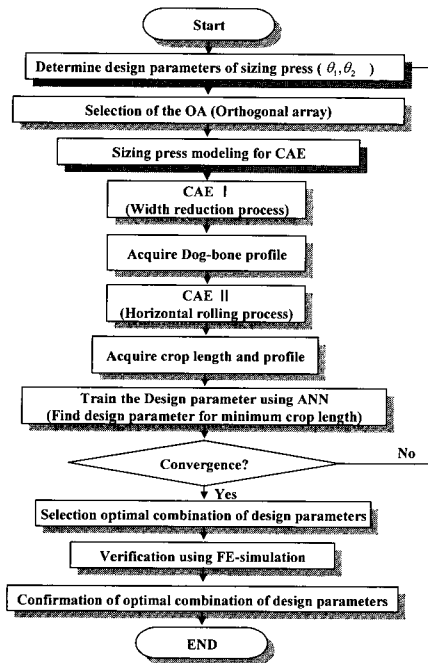 Start
Determine design parameters of sizing press ( θ₁,θ₂ )
Selection of the OA (Orthogonal array)
Sizing press modeling for CAE
CAE Ⅰ
(Width reduction process)
Acquire Dog-bone profile
CAE Ⅱ
(Horizontal rolling process)
Acquire crop length and profile
Train the Design parameter using ANN
(Find design parameter for minimum crop length)
Convergence?
No
Yes
Selection optimal combination of design parameters
Verification using FE-simulation
Confirmation of optimal combination of design parameters
END